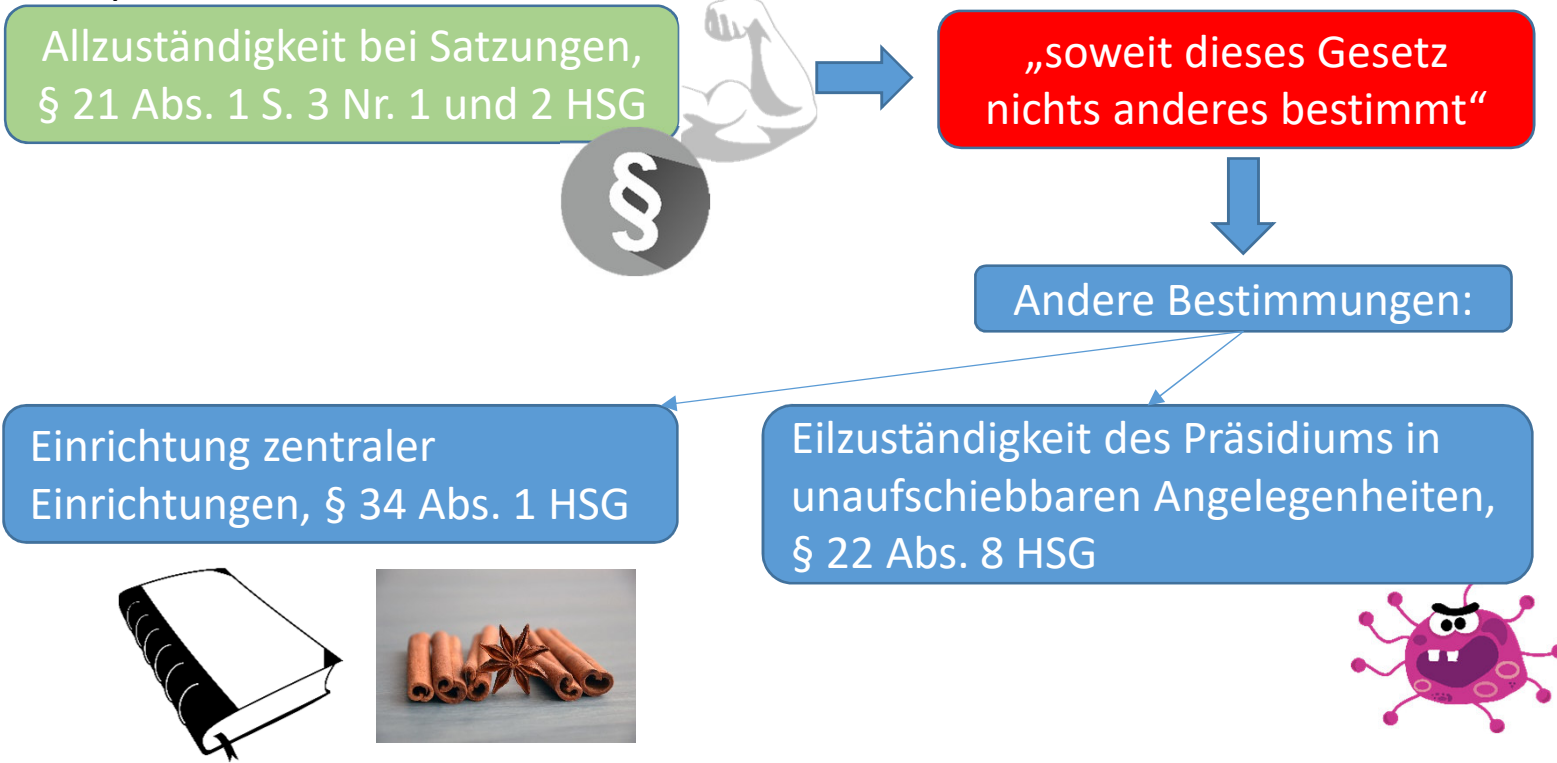 Allzuständigkeit bei Satzungen,
§ 21 Abs. 1 S. 3 Nr. 1 und 2 HSG
§
„soweit dieses Gesetz
nichts anderes bestimmt“
Andere Bestimmungen:
Einrichtung zentraler
Einrichtungen, § 34 Abs. 1 HSG
Eilzuständigkeit des Präsidiums in
unaufschiebbaren Angelegenheiten,
§ 22 Abs. 8 HSG